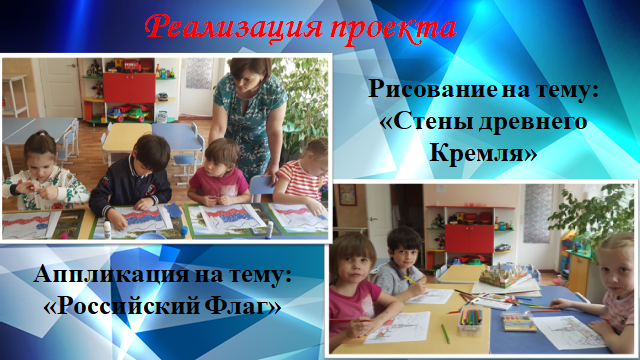 Реализация проекта
Рисование на тему:
«Стены древнего
Кремля»
Аппликация на тему:
«Российский Флаг»